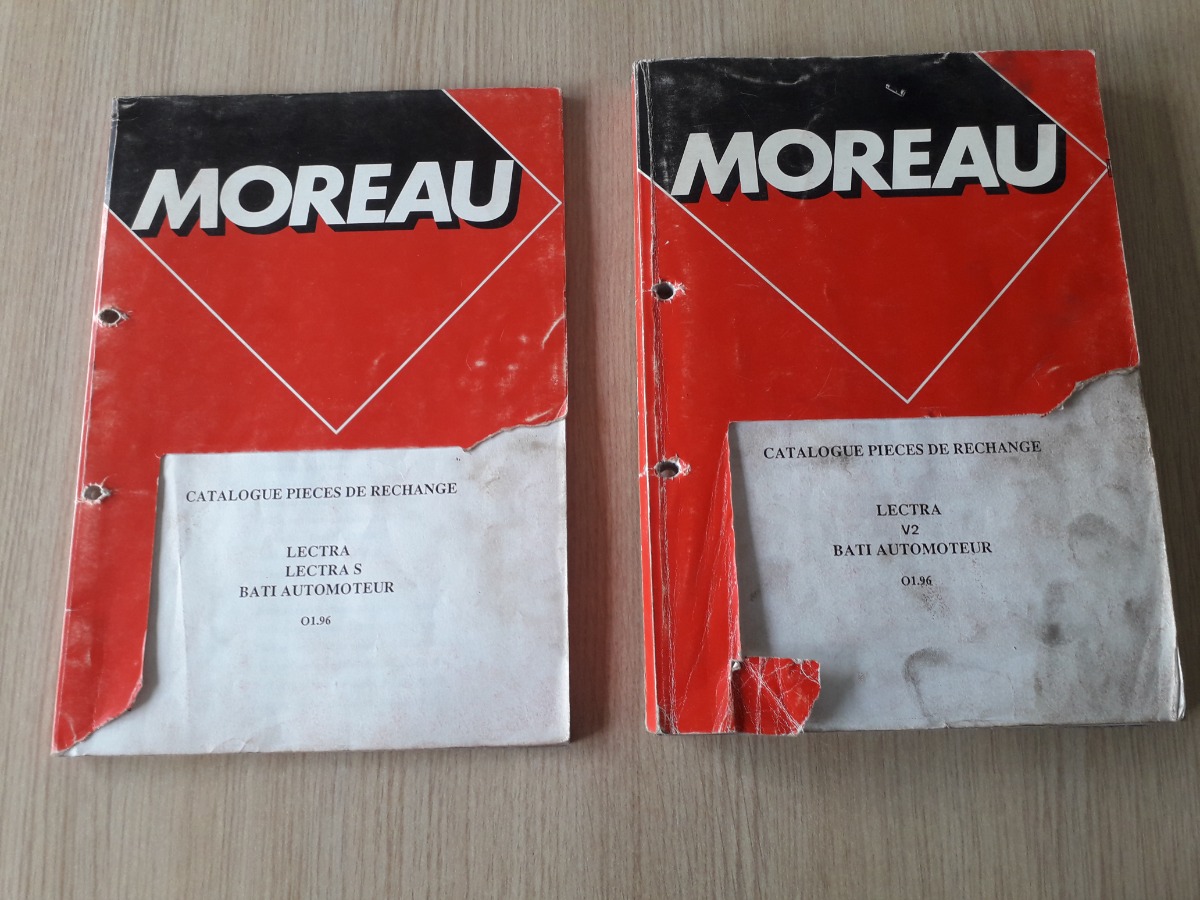 MOREAU
CATALOGUE PIECES DE RECHANGE
LECTRA
LECTRA S
BATI AUTOMOTEUR
O1.96
MOREAU
CATALOGUE PIECES DE RECHANGE
LECTRA
V2
BATI AUTOMOTEUR
O1.96